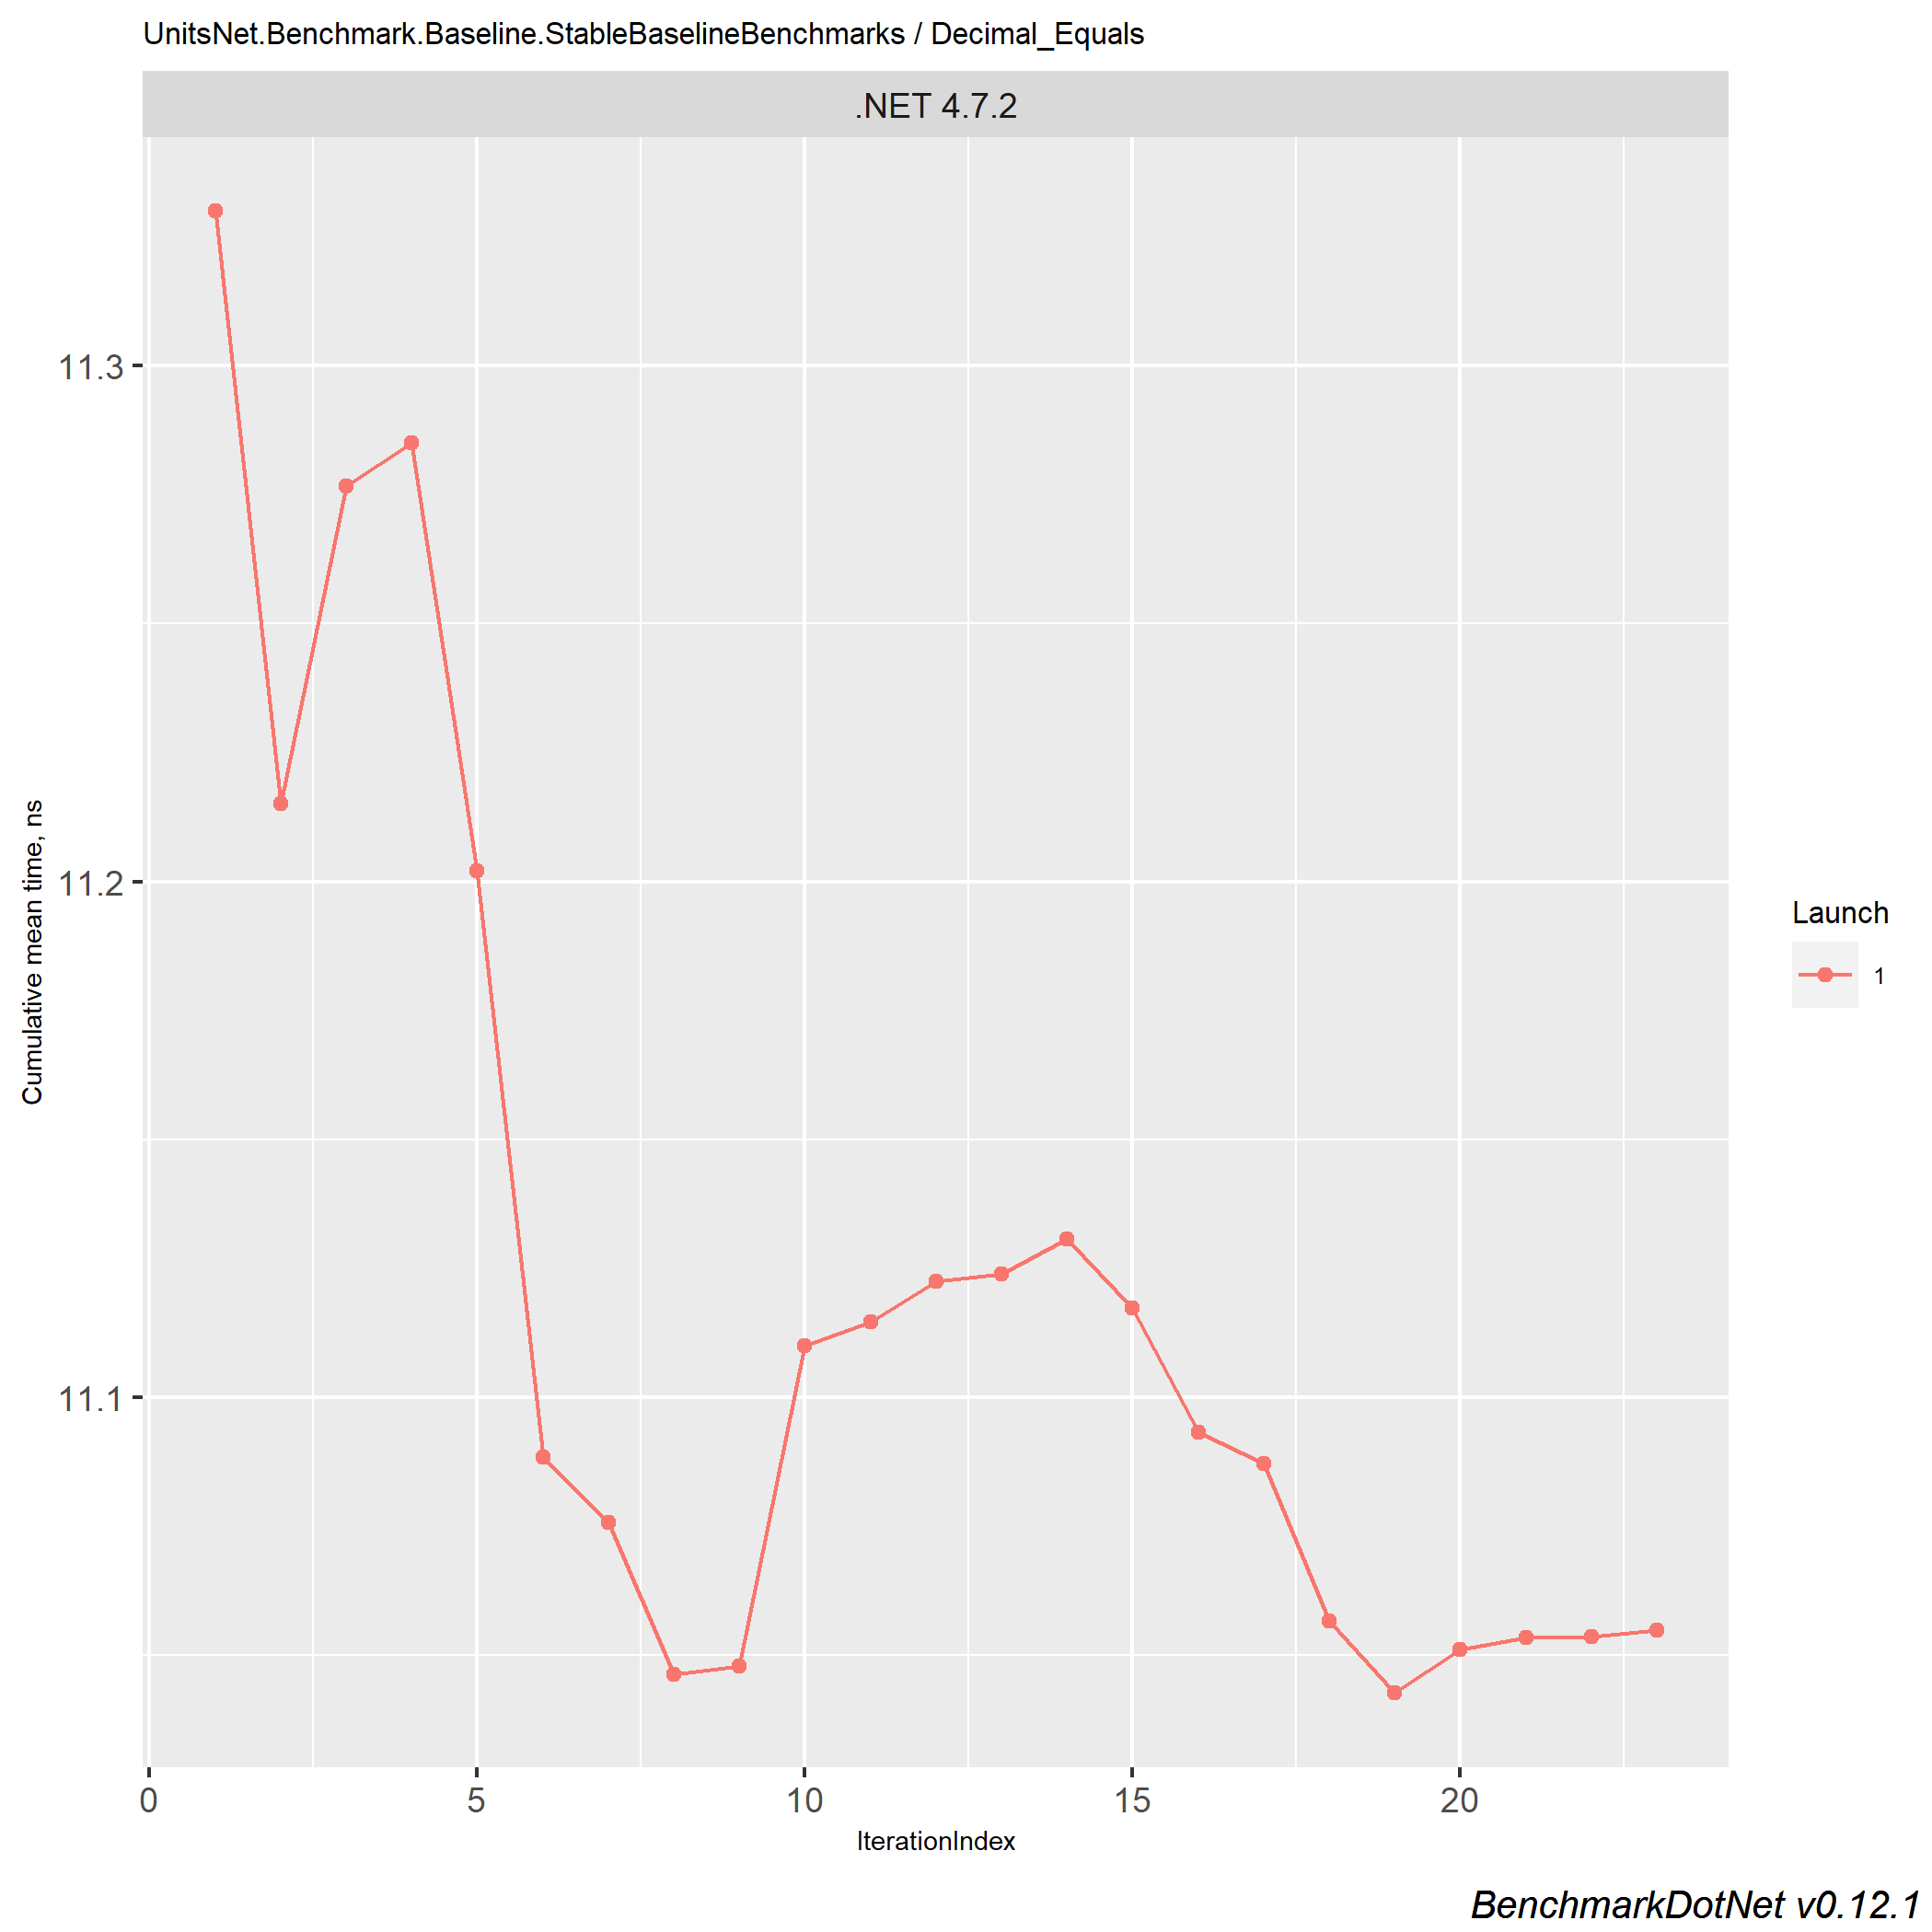 UnitsNet.Benchmark.Baseline.StableBaselineBenchmarks / Decimal_Equals
.NET 4.7.2
11.3
11.2
11.1
Cumulative mean time, ns
0 5 10 15 20
IterationIndex
Launch
1
BenchmarkDotNet v0.12.1